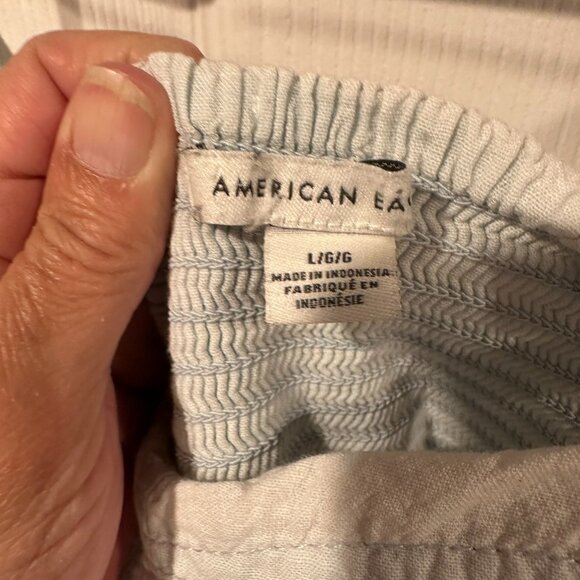 AMERICAN EA
L/G/G
MADE IN INDONESIA
FABRIQUÉ EN
INDONÉSIE